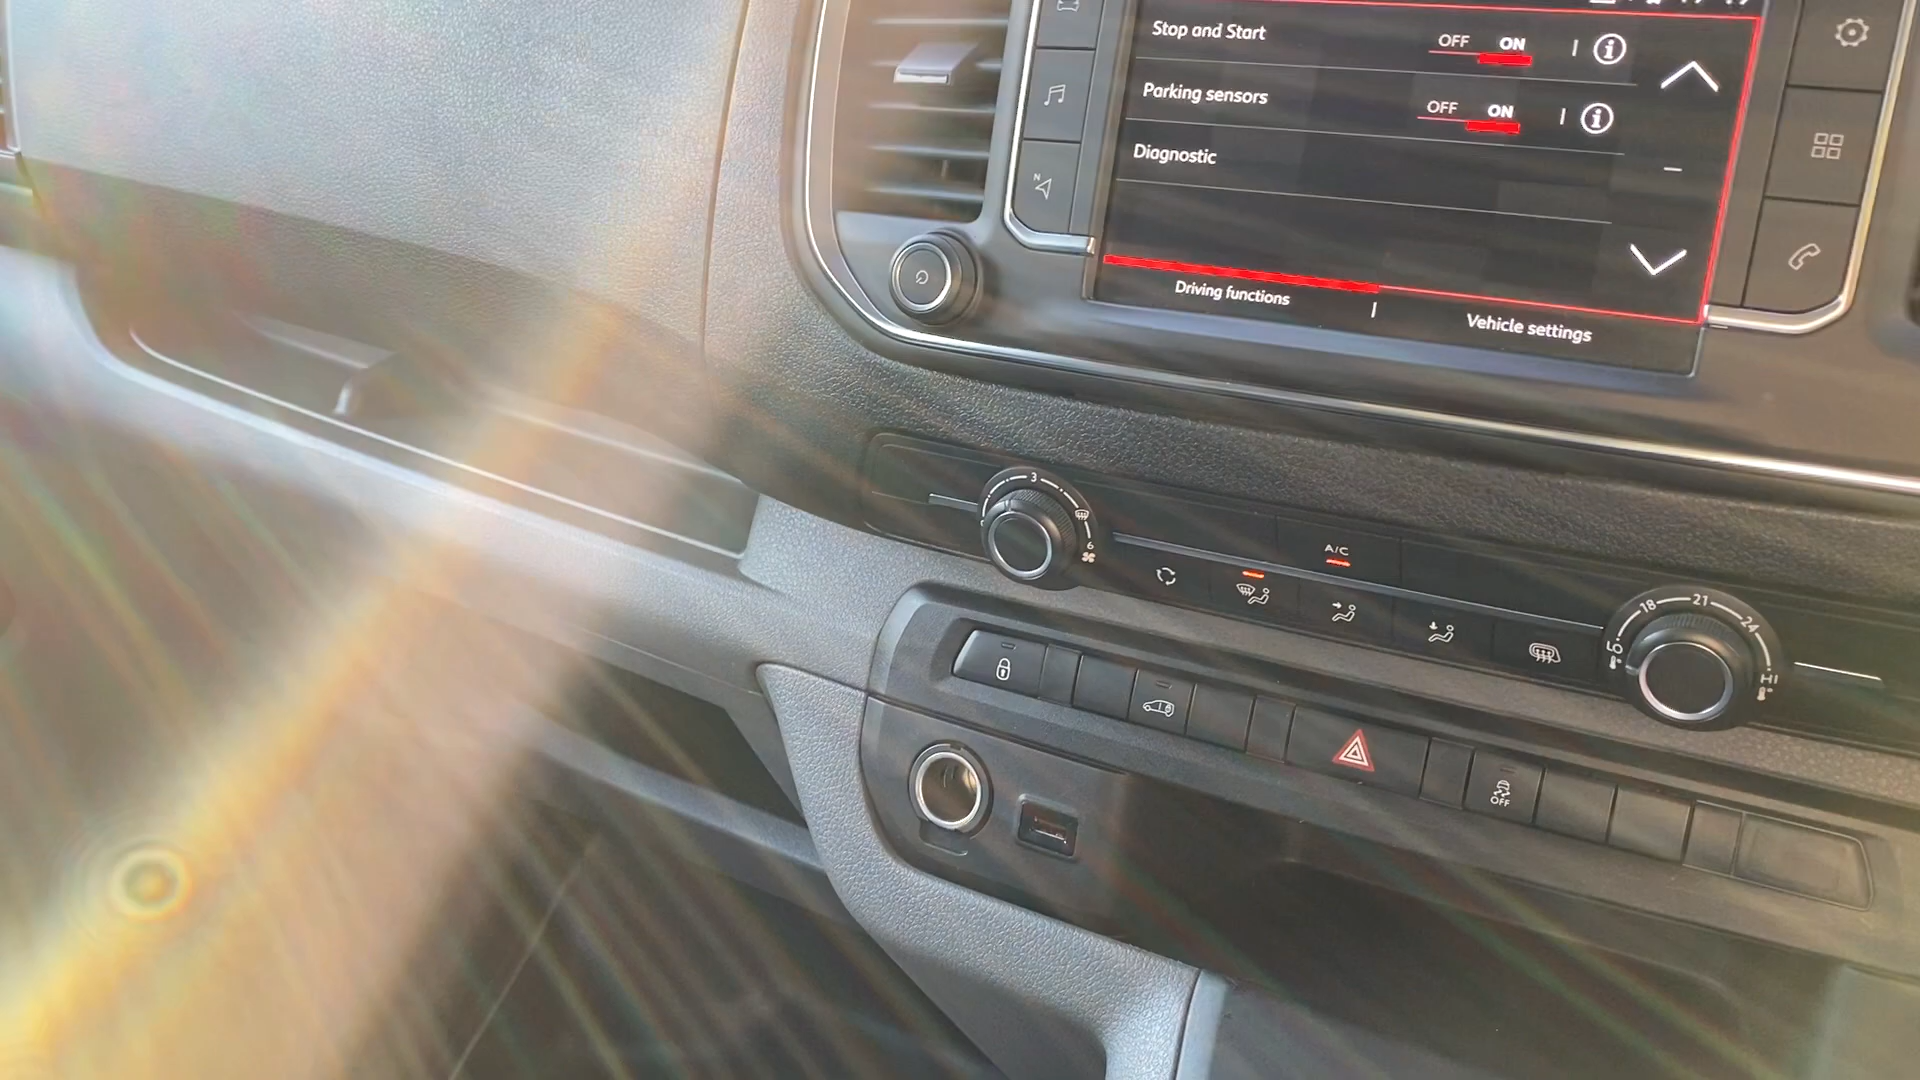 Stop and Start OFF ON
Parking sensors OFF ON
Diagnostic
Driving functions
Vehicle settings
N
3
6
A/C
18 21 24
LO
HI
OFF